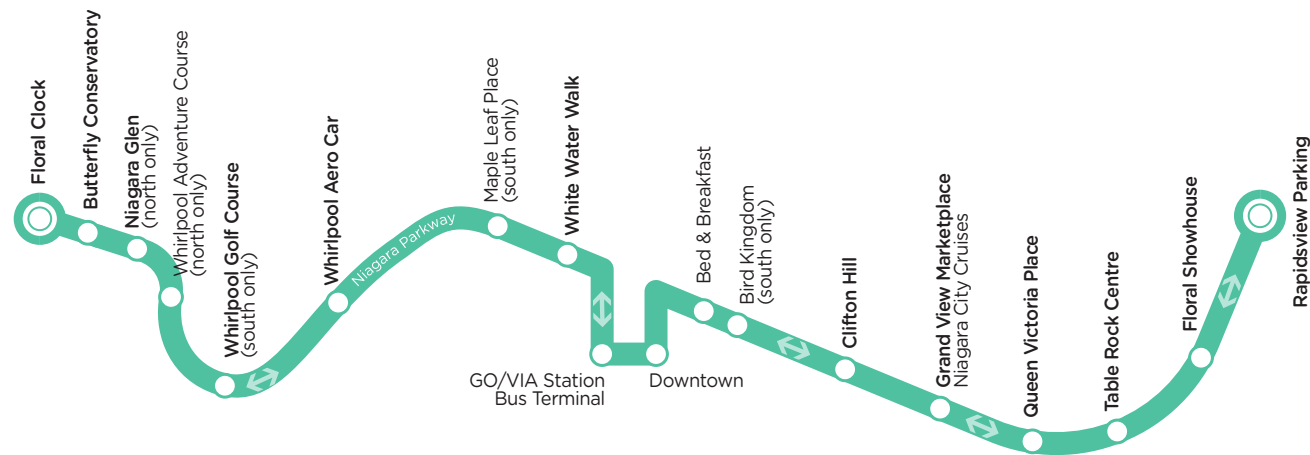 Floral Clock
Butterfly Conservatory
Niagara Glen
(north only)
Whirlpool Adventure Course
(north only)
Whirlpool Golf Course
(south only)
Whirlpool Aero Car
Niagara Parkway
Maple Leaf Place
(south only)
White Water Walk
GO/VIA Station
Bus Terminal
Downtown
Bed & Breakfast
Bird Kingdom
(south only)
Clifton Hill
Grand View Marketplace
Niagara City Cruises
Queen Victoria Place
Table Rock Centre
Floral Showhouse
Rapidsview Parking